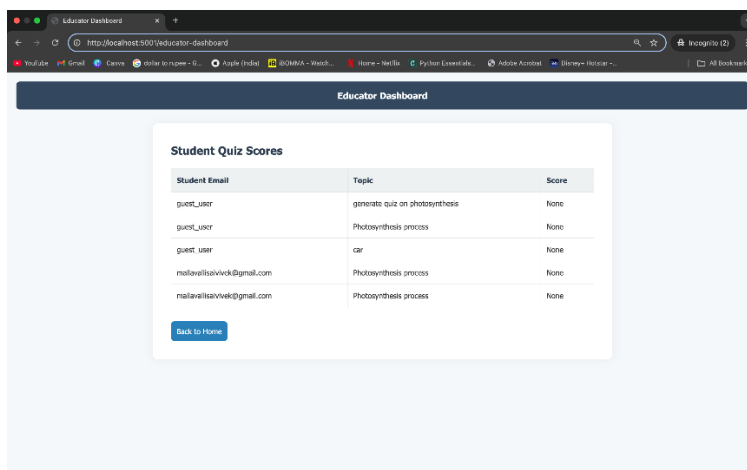 Educator Dashboard
http://localhost:5001/educator-dashboard
Incognito (2)
YouTube Gmail Canva dollar to rupee - G... Apple (India) iBOMMA - Watch... Home - Netflix Python Essentials... Adobe Acrobat Disney+ Hotstar -... All Bookmark
Educator Dashboard
Student Quiz Scores
Student Email Topic Score
guest_user generate quiz on photosynthesis None
guest_user Photosynthesis process None
guest_user car None
mallavallisaivivek@gmail.com Photosynthesis process None
mallavallisaivivek@gmail.com Photosynthesis process None
Back to Home